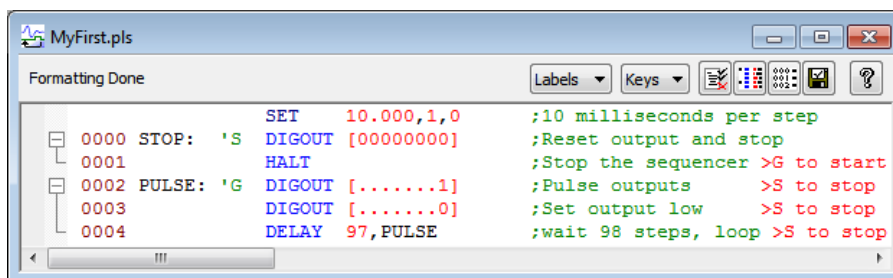 MyFirst.pls
Formatting Done Labels Keys
SET 10.000,1,0 ;10 milliseconds per step
0000 STOP: 'S DIGOUT [00000000] ;Reset output and stop
0001 HALT ;Stop the sequencer >G to start
0002 PULSE: 'G DIGOUT [.......1] ;Pulse outputs >S to stop
0003 DIGOUT [.......0] ;Set output low >S to stop
0004 DELAY 97,PULSE ;wait 98 steps, loop >S to stop